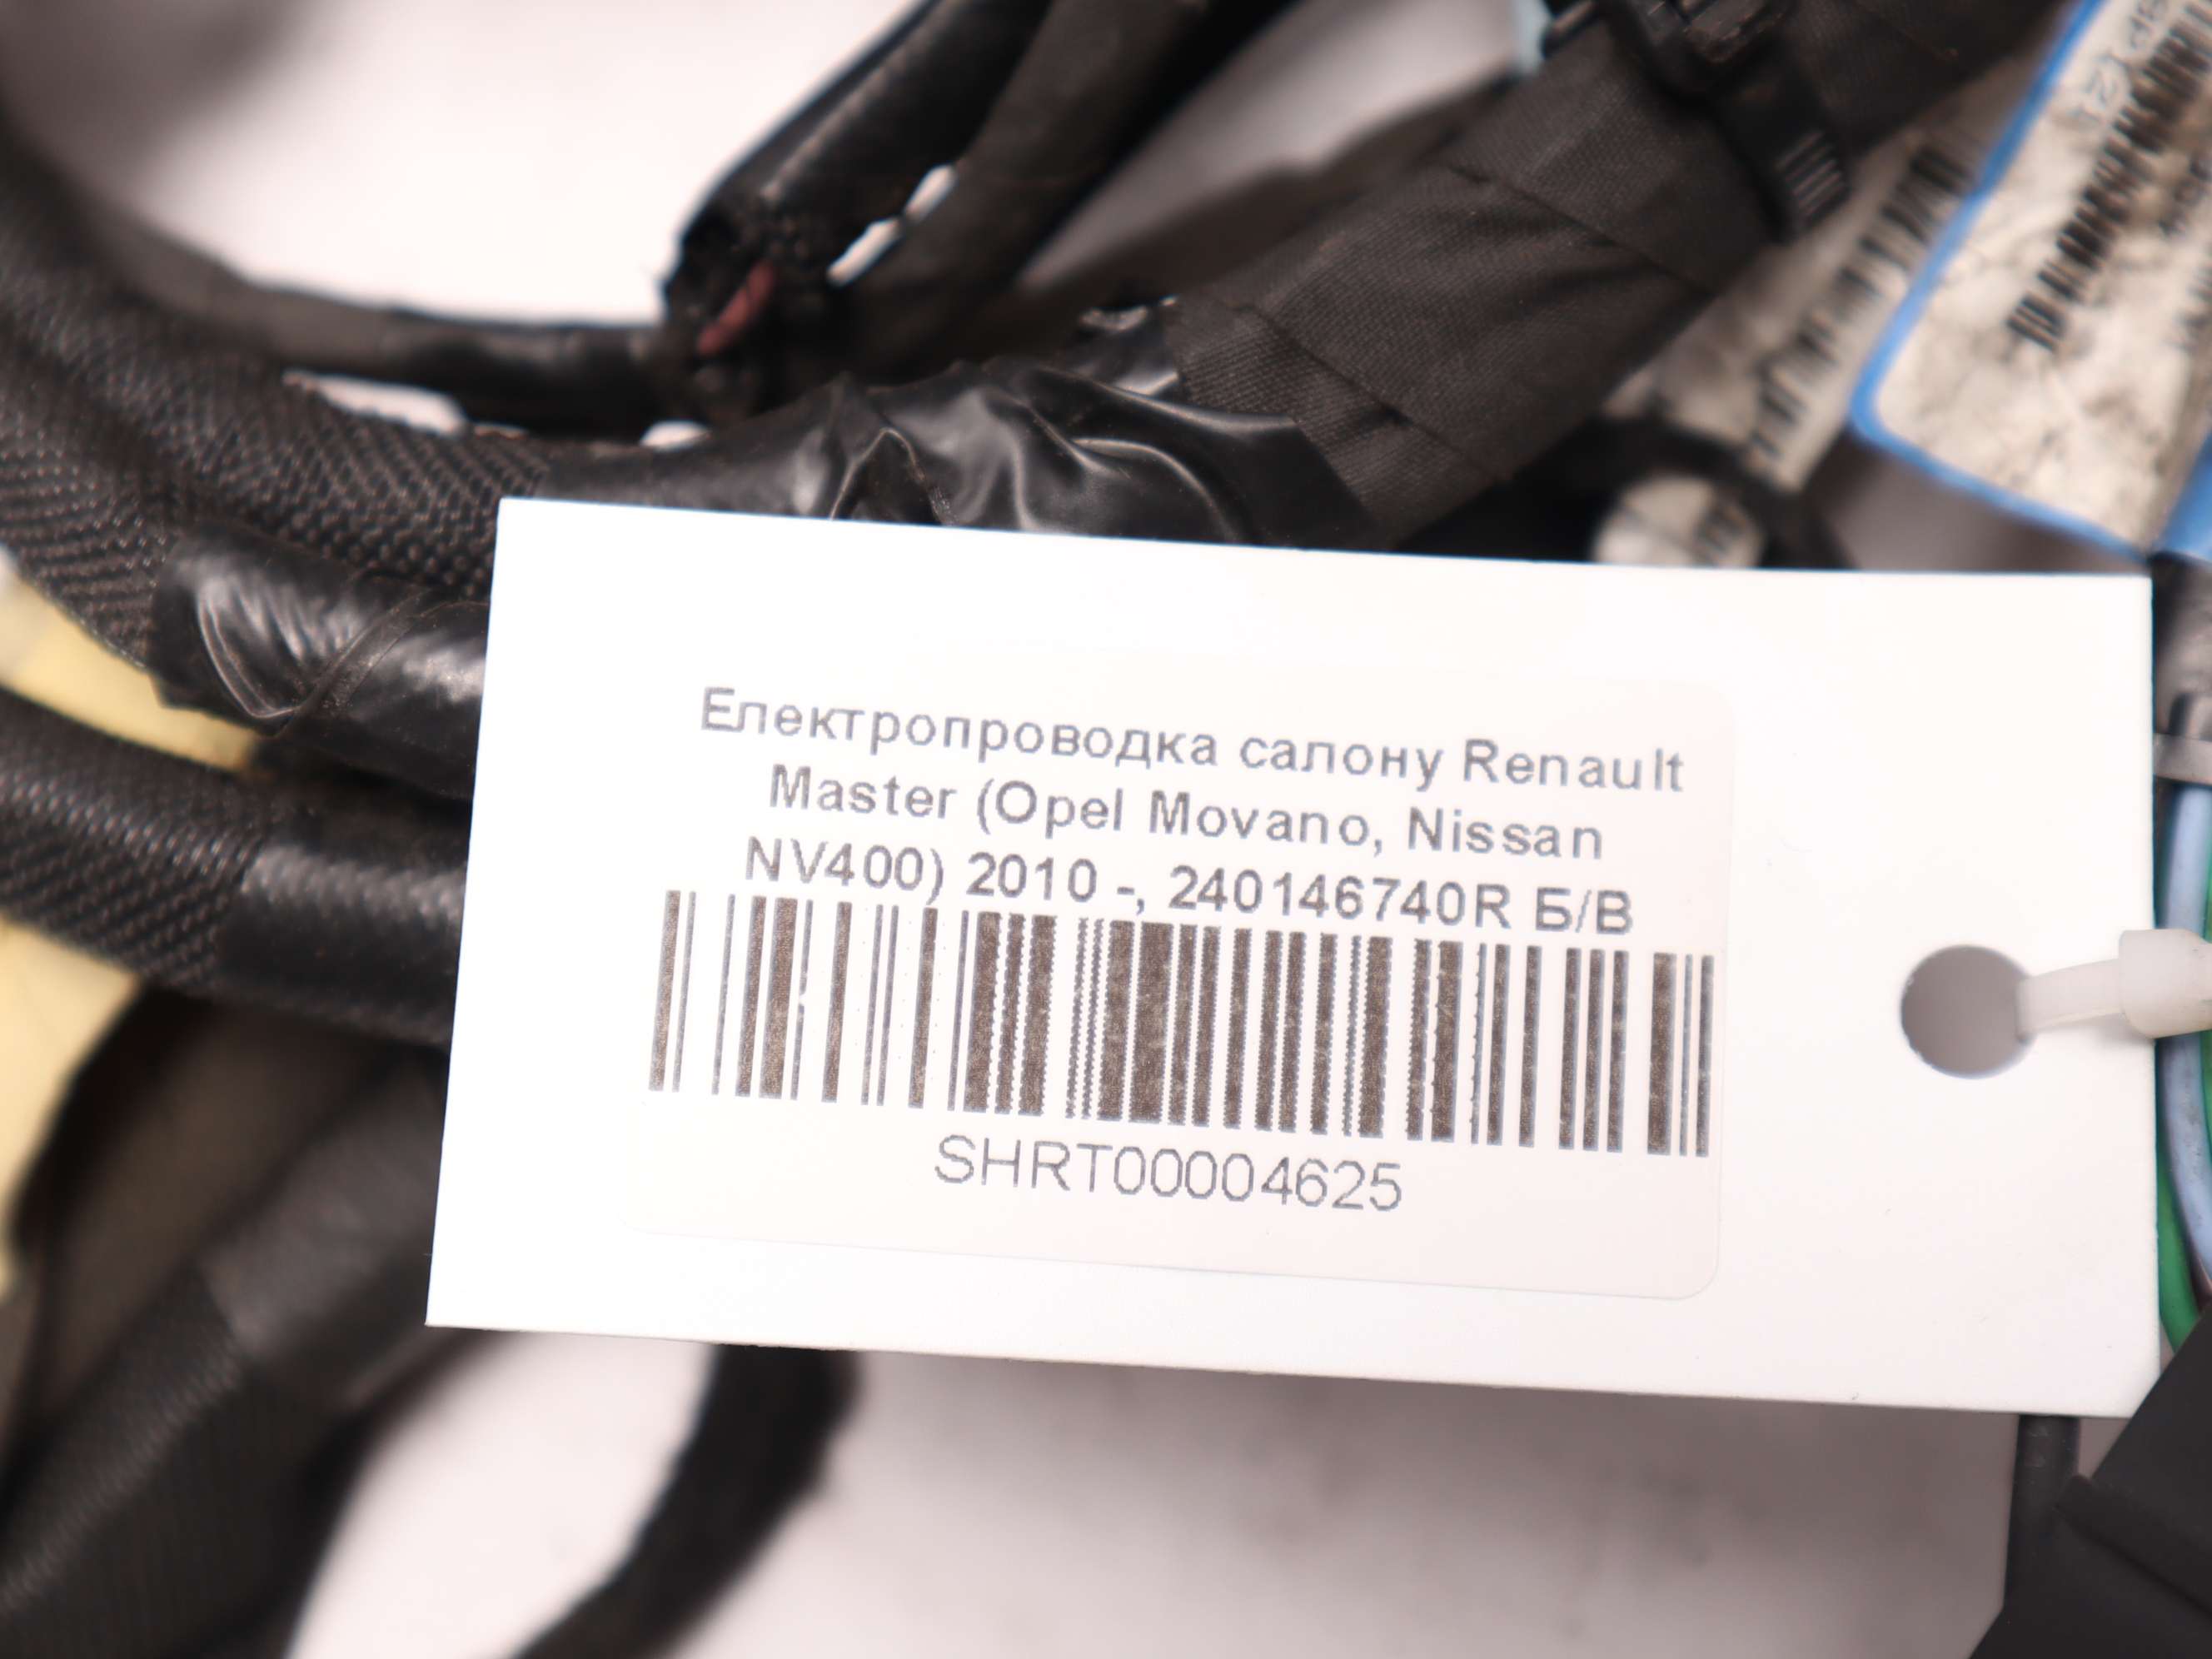 Електропроводка салону Renault
Master (Opel Movano, Nissan
NV400) 2010 -, 240146740R Б/В
SHRT00004625